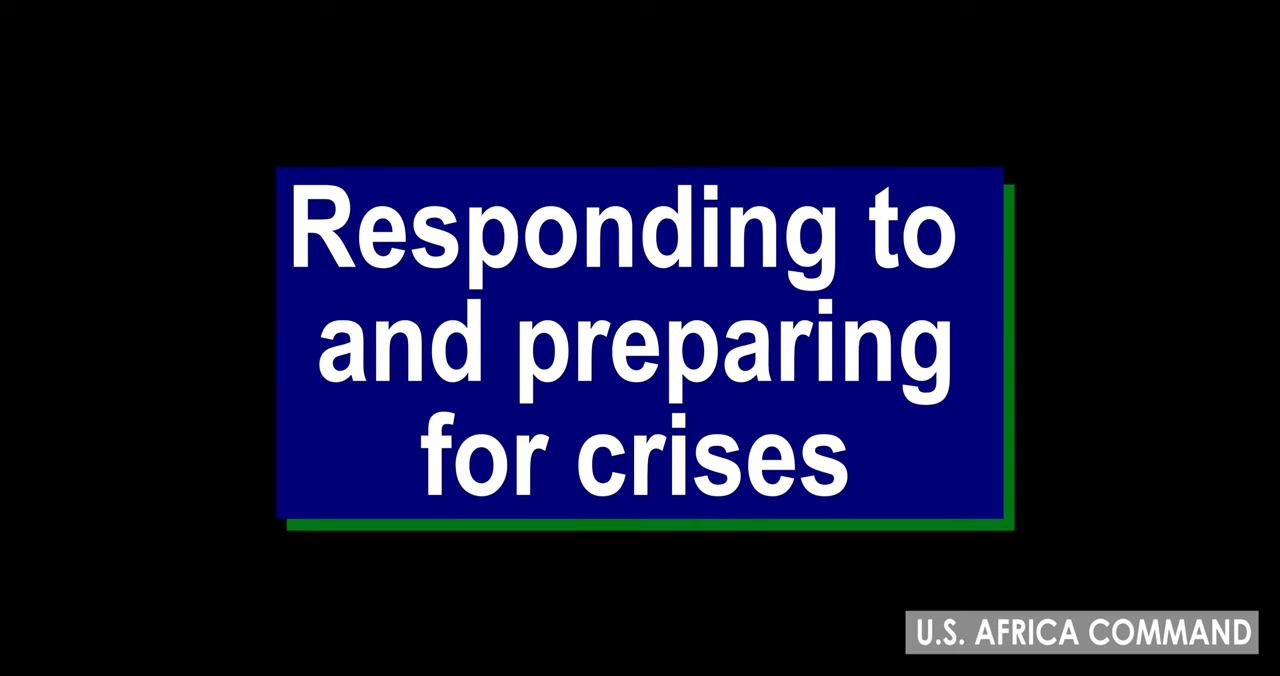 Responding to
and preparing
for crises
U.S. AFRICA COMMAND